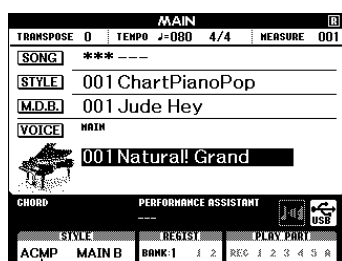 MAIN R
TRANSPOSE 0 TEMPO ♩=080 4/4 MEASURE 001
SONG *** ---
STYLE 001 ChartPianoPop
M.D.B. 001 Jude Hey
VOICE MAIN
001 Natural! Grand
CHORD PERFORMANCE ASSISTANT
---
USB
STYLE REGIST PLAY PART
ACMP MAIN B BANK:1 1 2 REC 1 2 3 4 5 A